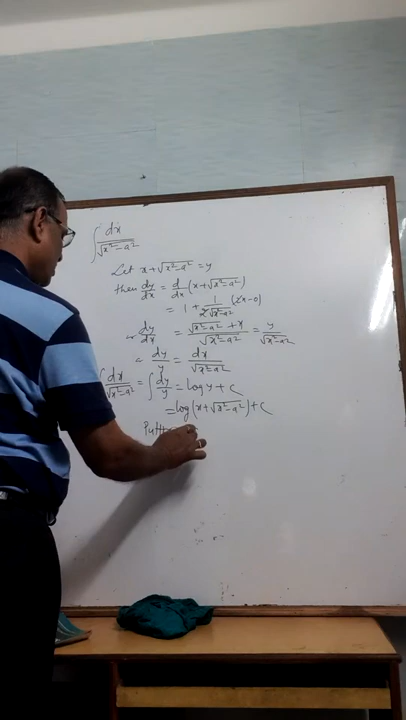 ∫ dx/√(x²-a²)
Let x+√(x²-a²) = y
then dy/dx = d/dx (x+√(x²-a²))
= 1 + 1/(2√(x²-a²)) (2x-0)
or dy/dx = (√(x²-a²) + x)/√(x²-a²) = y/√(x²-a²)
= dy/y = dx/√(x²-a²)
∫ dx/√(x²-a²) = ∫ dy/y = log y + c
= log(x+√(x²-a²)) + c